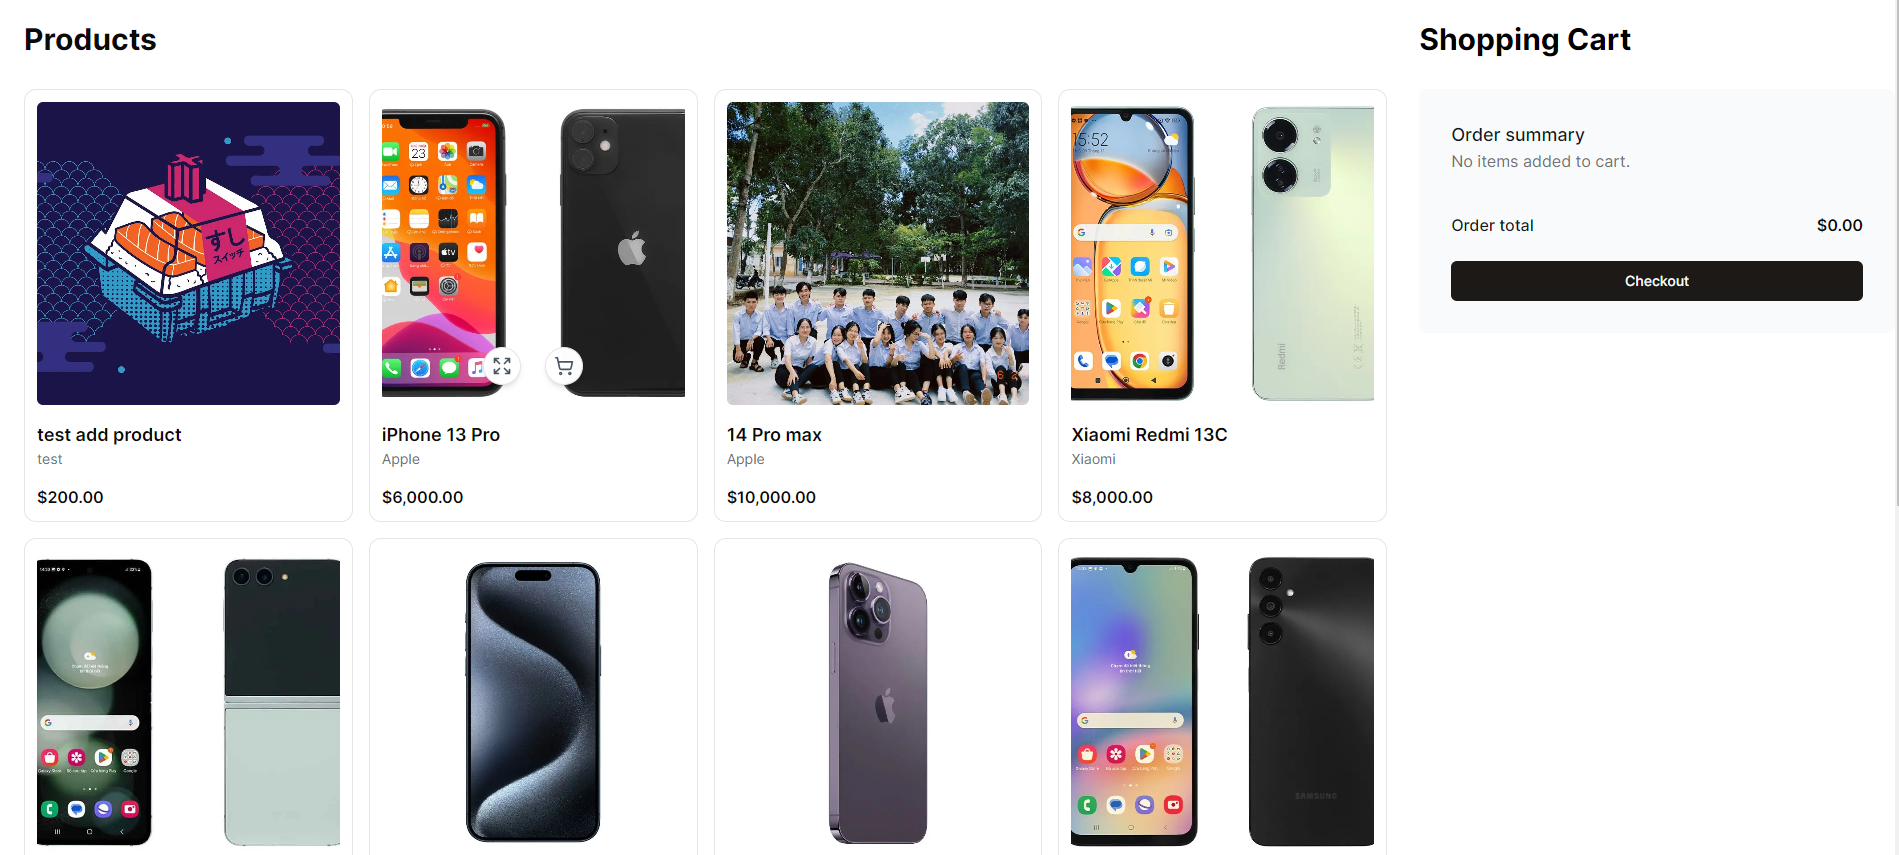 Products
Shopping Cart
すし
スイッチ
23
15:52
Redmi
Order summary
No items added to cart.
Order total
$0.00
Checkout
test add product
test
$200.00
iPhone 13 Pro
Apple
$6,000.00
14 Pro max
Apple
$10,000.00
Xiaomi Redmi 13C
Xiaomi
$8,000.00
SAMSUNG